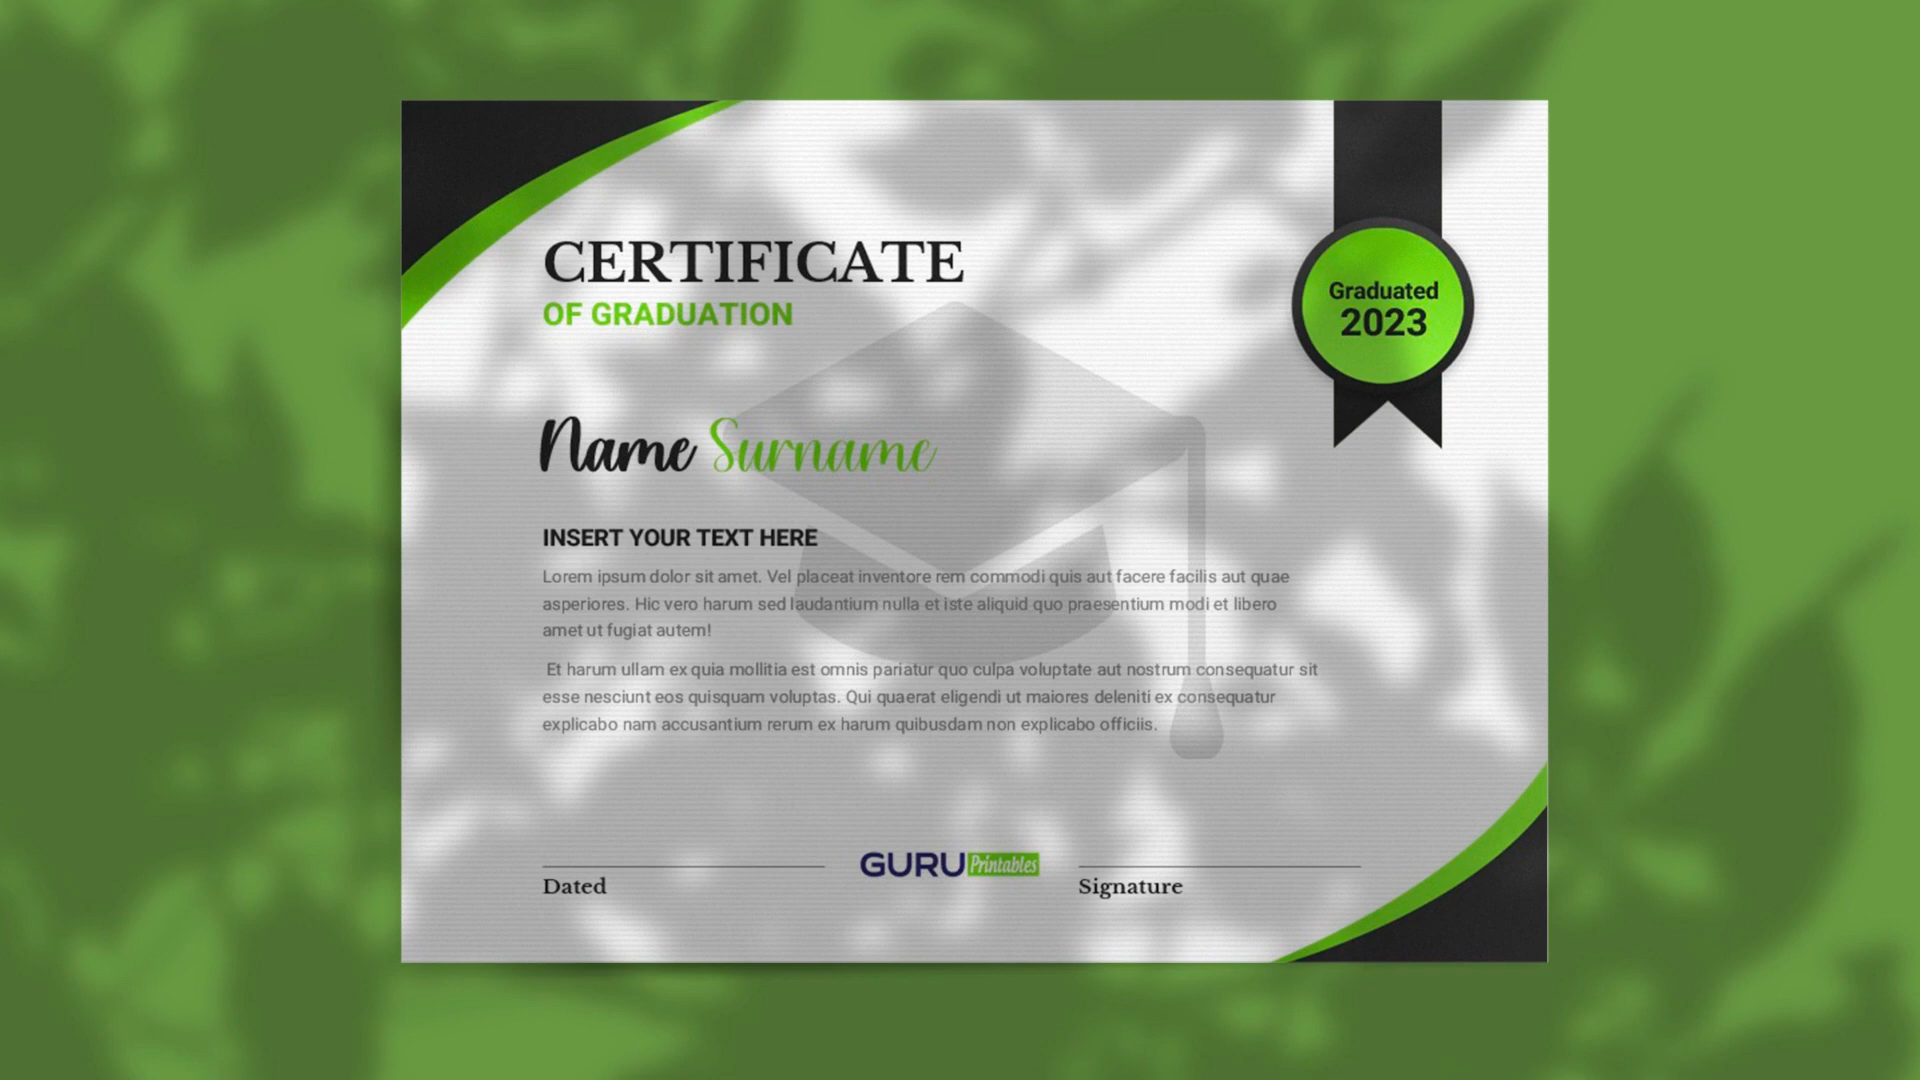 CERTIFICATE
OF GRADUATION
Graduated
2023
Name Surname
INSERT YOUR TEXT HERE
Lorem ipsum dolor sit amet. Vel placeat inventore rem commodi quis aut facere facilis aut quae
asperiores. Hic vero harum sed laudantium nulla et iste aliquid quo praesentium modi et libero
amet ut fugiat autem!
Et harum ullam ex quia mollitia est omnis pariatur quo culpa voluptate aut nostrum consequatur sit
esse nesciunt eos quisquam voluptas. Qui quaerat eligendi ut maiores deleniti ex consequatur
explicabo nam accusantium rerum ex harum quibusdam non explicabo officiis.
GURU Printables
Dated
Signature